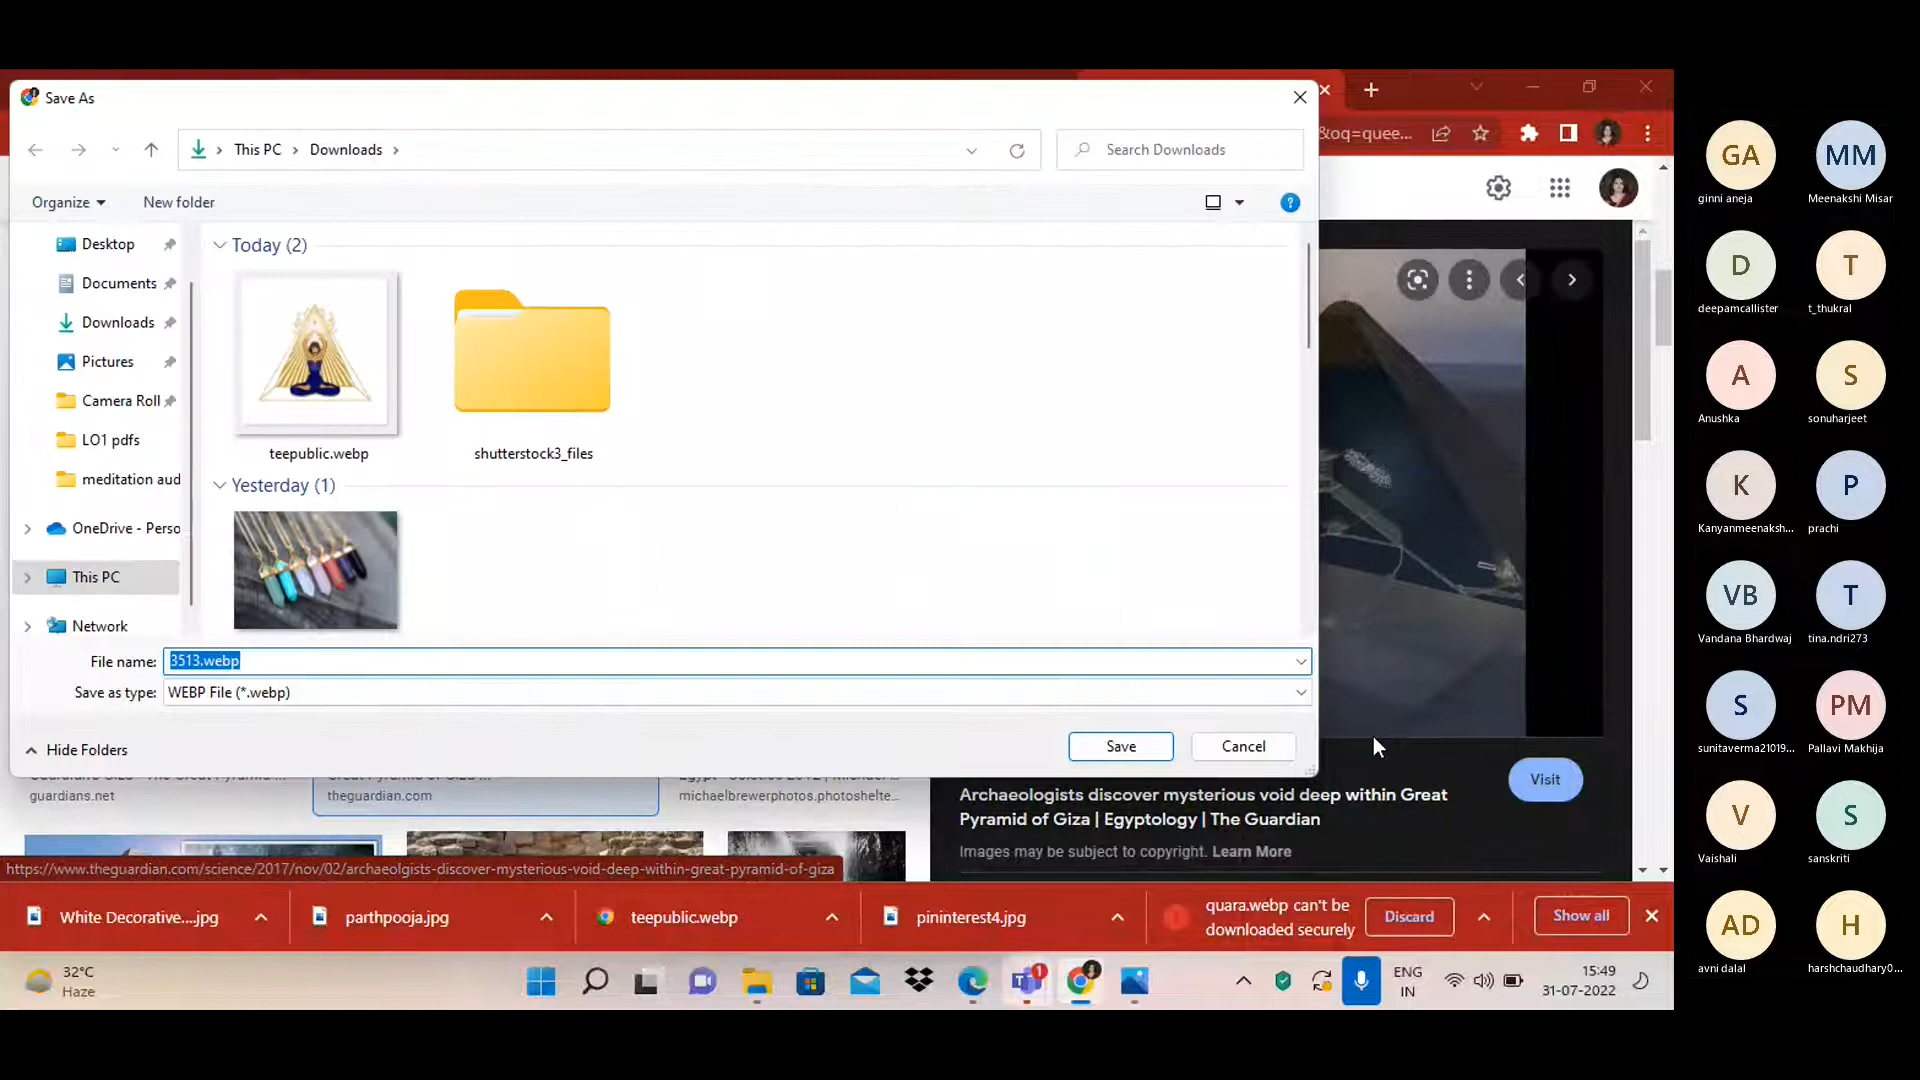 Save As
&oq=quee...
This PC > Downloads >
Search Downloads
Organize
New folder
Desktop
Documents
Downloads
Pictures
Camera Roll
LO1 pdfs
meditation aud
OneDrive - Perso
This PC
Network
Today (2)
teepublic.webp
shutterstock3_files
Yesterday (1)
File name: 3513.webp
Save as type: WEBP File (*.webp)
Hide Folders
Save
Cancel
guardians.net
theguardian.com
michaelbrewerphotos.photoshelte...
Visit
Archaeologists discover mysterious void deep within Great
Pyramid of Giza | Egyptology | The Guardian
Images may be subject to copyright. Learn More
https://www.theguardian.com/science/2017/nov/02/archaeolgists-discover-mysterious-void-deep-within-great-pyramid-of-giza
White Decorative....jpg
parthpooja.jpg
teepublic.webp
pininterest4.jpg
quara.webp can't be
downloaded securely
Discard
Show all
32°C
Haze
1
ENG
IN
15:49
31-07-2022
GA
ginni aneja
MM
Meenakshi Misar
D
deepamcallister
T
t_thukral
A
Anushka
S
sonuharjeet
K
Kanyanmeenaksh...
P
prachi
VB
Vandana Bhardwaj
T
tina.ndri273
S
sunitaverma21019...
PM
Pallavi Makhija
V
Vaishali
S
sanskriti
AD
avni dalal
H
harshchaudhary0...